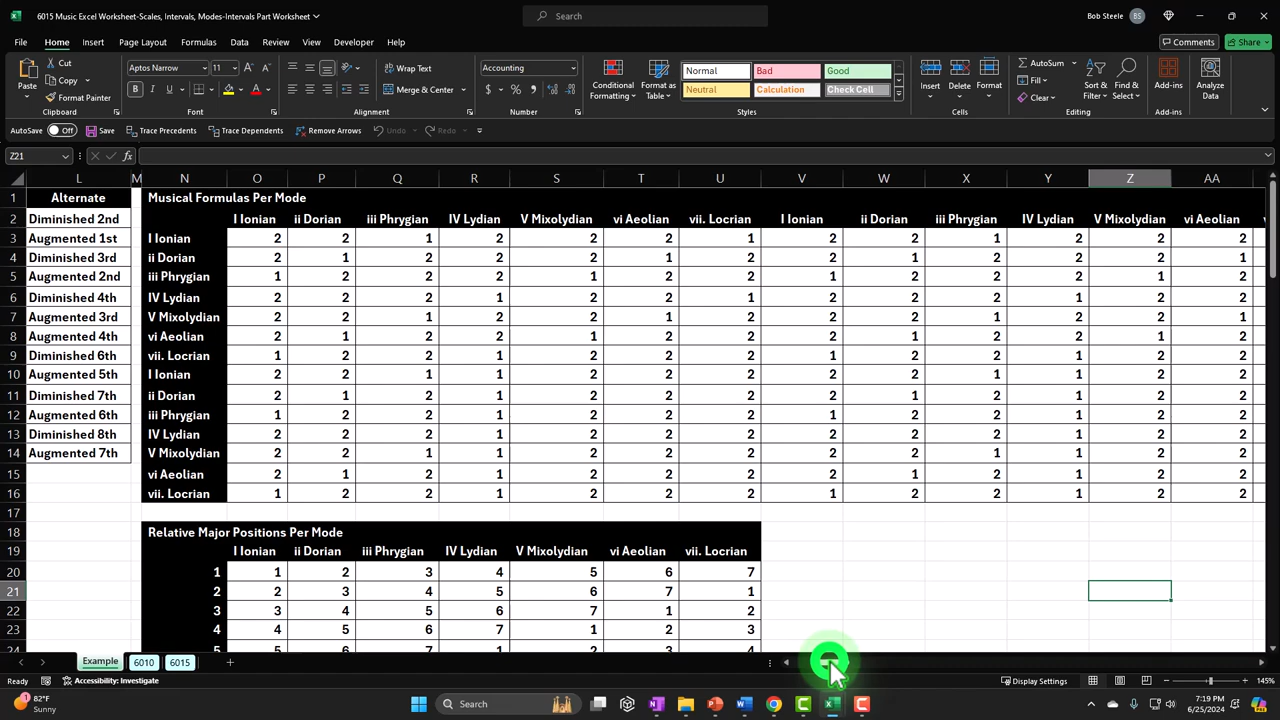 6015 Music Excel Worksheet-Scales, Intervals, Modes-Intervals Part Worksheet
Search
Bob Steele BS
File Home Insert Draw Page Layout Formulas Data Review View Developer Help
Comments Share
Paste Cut Copy Format Painter Clipboard
Aptos Narrow 11 Font
Wrap Text Merge & Center Alignment
Accounting Number
Conditional Formatting Format as Table
Normal Bad Good
Neutral Calculation Check Cell
Styles
Insert Delete Format Cells
AutoSum Fill Clear Sort & Filter Find & Select Editing
Add-ins Add-ins
Analyze Data
AutoSave Off Save Trace Precedents Trace Dependents Remove Arrows Undo Redo
Z21 fx
L M N O P Q R S T U V W X Y Z AA
1 Alternate Musical Formulas Per Mode
2 Diminished 2nd I Ionian ii Dorian iii Phrygian IV Lydian V Mixolydian vi Aeolian vii. Locrian I Ionian ii Dorian iii Phrygian IV Lydian V Mixolydian vi Aeolian
3 Augmented 1st I Ionian 2 2 1 2 2 2 1 2 2 1 2 2 2
4 Diminished 3rd ii Dorian 2 1 2 2 2 1 2 2 1 2 2 2 1
5 Augmented 2nd iii Phrygian 1 2 2 2 1 2 2 1 2 2 2 1 2
6 Diminished 4th IV Lydian 2 2 2 1 2 2 1 2 2 2 1 2 2
7 Augmented 3rd V Mixolydian 2 2 1 2 2 1 2 2 2 1 2 2 1
8 Augmented 4th vi Aeolian 2 1 2 2 1 2 2 2 1 2 2 1 2
9 Diminished 6th vii. Locrian 1 2 2 1 2 2 2 1 2 2 1 2 2
10 Augmented 5th I Ionian 2 2 1 1 2 2 2 2 2 1 1 2 2
11 Diminished 7th ii Dorian 2 1 2 1 2 2 2 2 1 2 1 2 2
12 Augmented 6th iii Phrygian 1 2 2 1 2 2 2 1 2 2 1 2 2
13 Diminished 8th IV Lydian 2 2 2 1 2 2 2 2 2 2 1 2 2
14 Augmented 7th V Mixolydian 2 2 1 1 2 2 2 2 2 1 1 2 2
15 vi Aeolian 2 1 2 1 2 2 2 2 1 2 1 2 2
16 vii. Locrian 1 2 2 1 2 2 2 1 2 2 1 2 2
17
18 Relative Major Positions Per Mode
19 I Ionian ii Dorian iii Phrygian IV Lydian V Mixolydian vi Aeolian vii. Locrian
20 1 1 2 3 4 5 6 7
21 2 2 3 4 5 6 7 1
22 3 3 4 5 6 7 1 2
23 4 4 5 6 7 1 2 3
24 5 5 6 7 1 2 3 4
Example 6010 6015
Ready Accessibility: Investigate Display Settings 145%
82°F Sunny Search 7:19 PM 6/25/2024